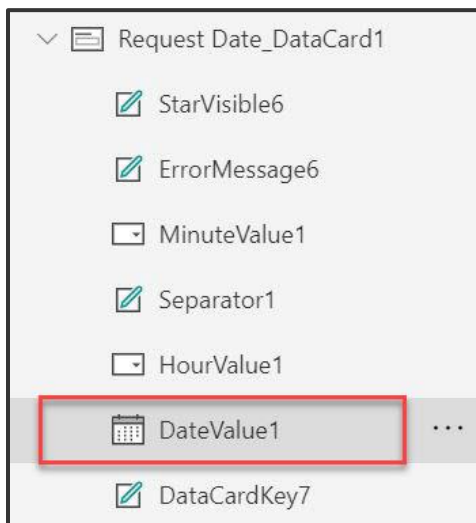 Request Date_DataCard1
StarVisible6
ErrorMessage6
MinuteValue1
Separator1
HourValue1
DateValue1
DataCardKey7